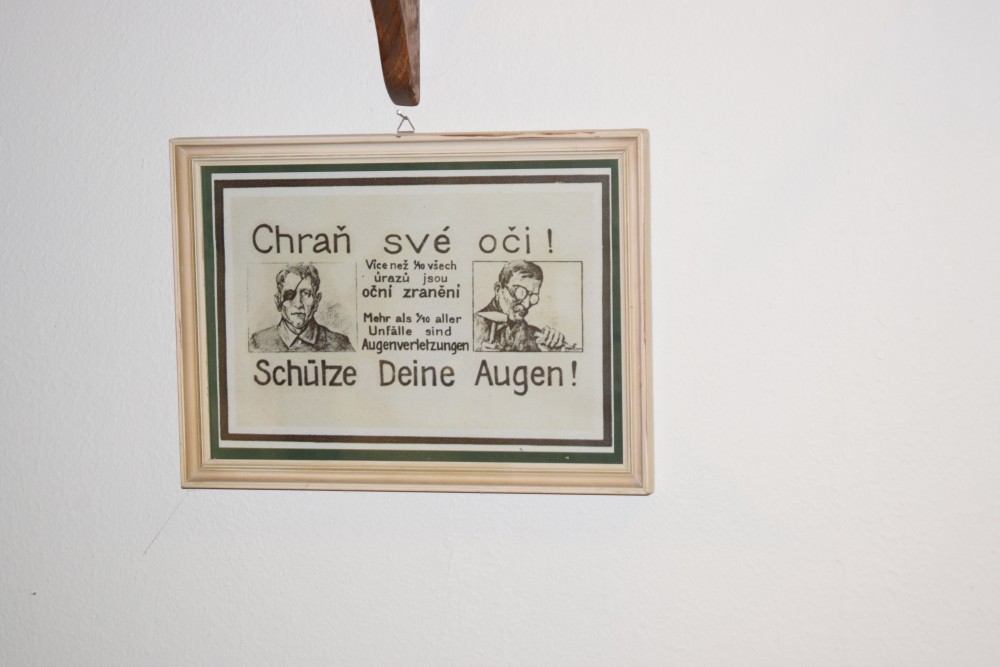 Chraň své oči!
Více než 1/10 všech
úrazů jsou
oční zranění
Mehr als 1/10 aller
Unfälle sind
Augenverletzungen
Schütze Deine Augen!